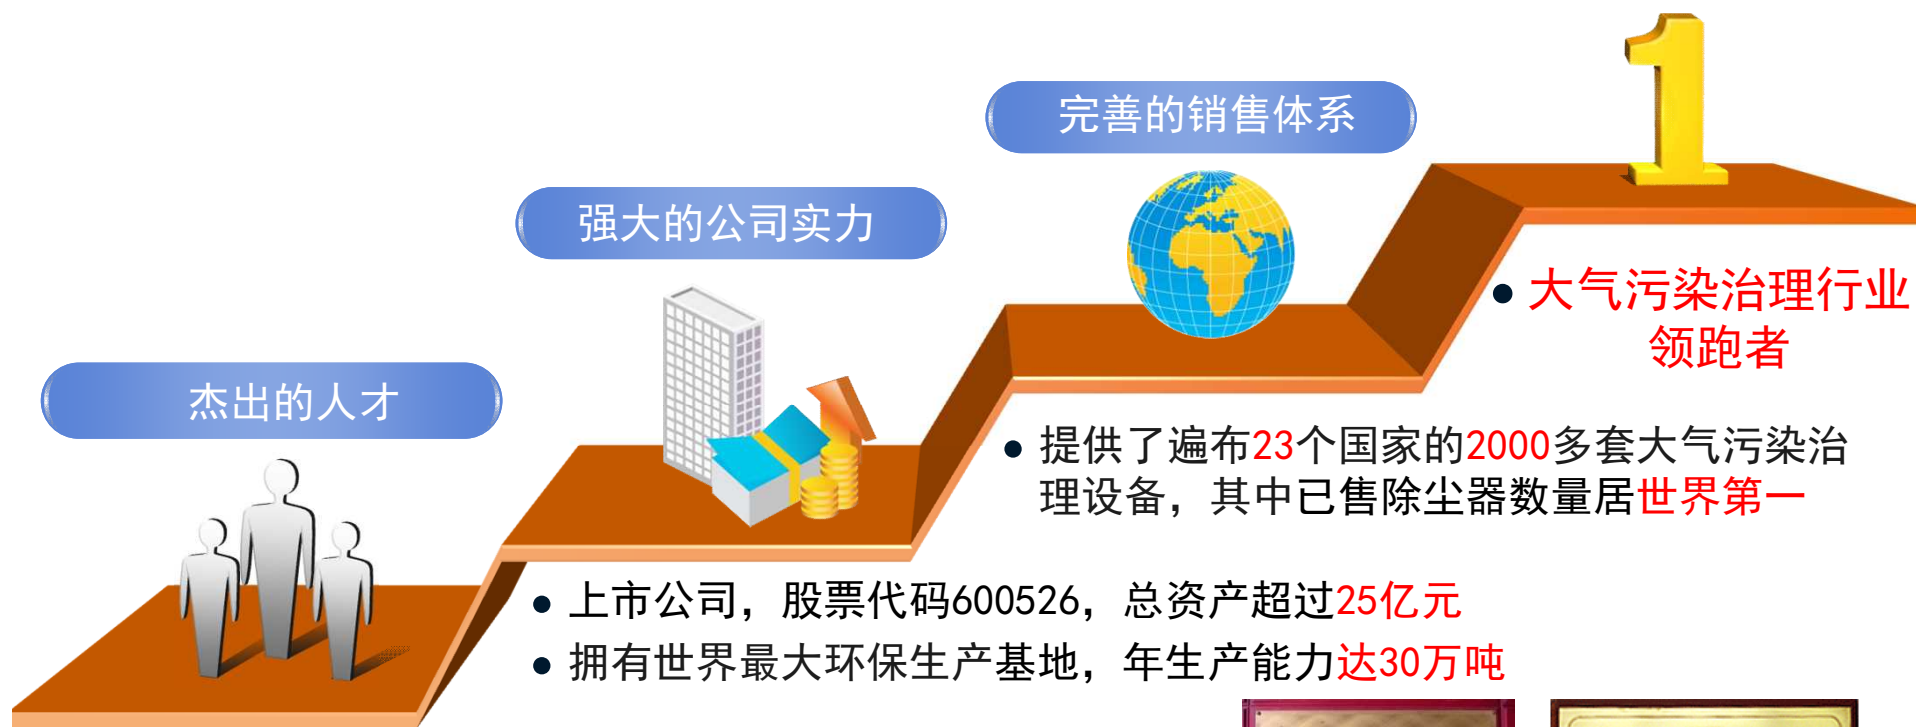 1
完善的销售体系
强大的公司实力
杰出的人才
● 大气污染治理行业
领跑者
● 提供了遍布23个国家的2000多套大气污染治
理设备，其中已售除尘器数量居世界第一
● 上市公司，股票代码600526，总资产超过25亿元
● 拥有世界最大环保生产基地，年生产能力达30万吨